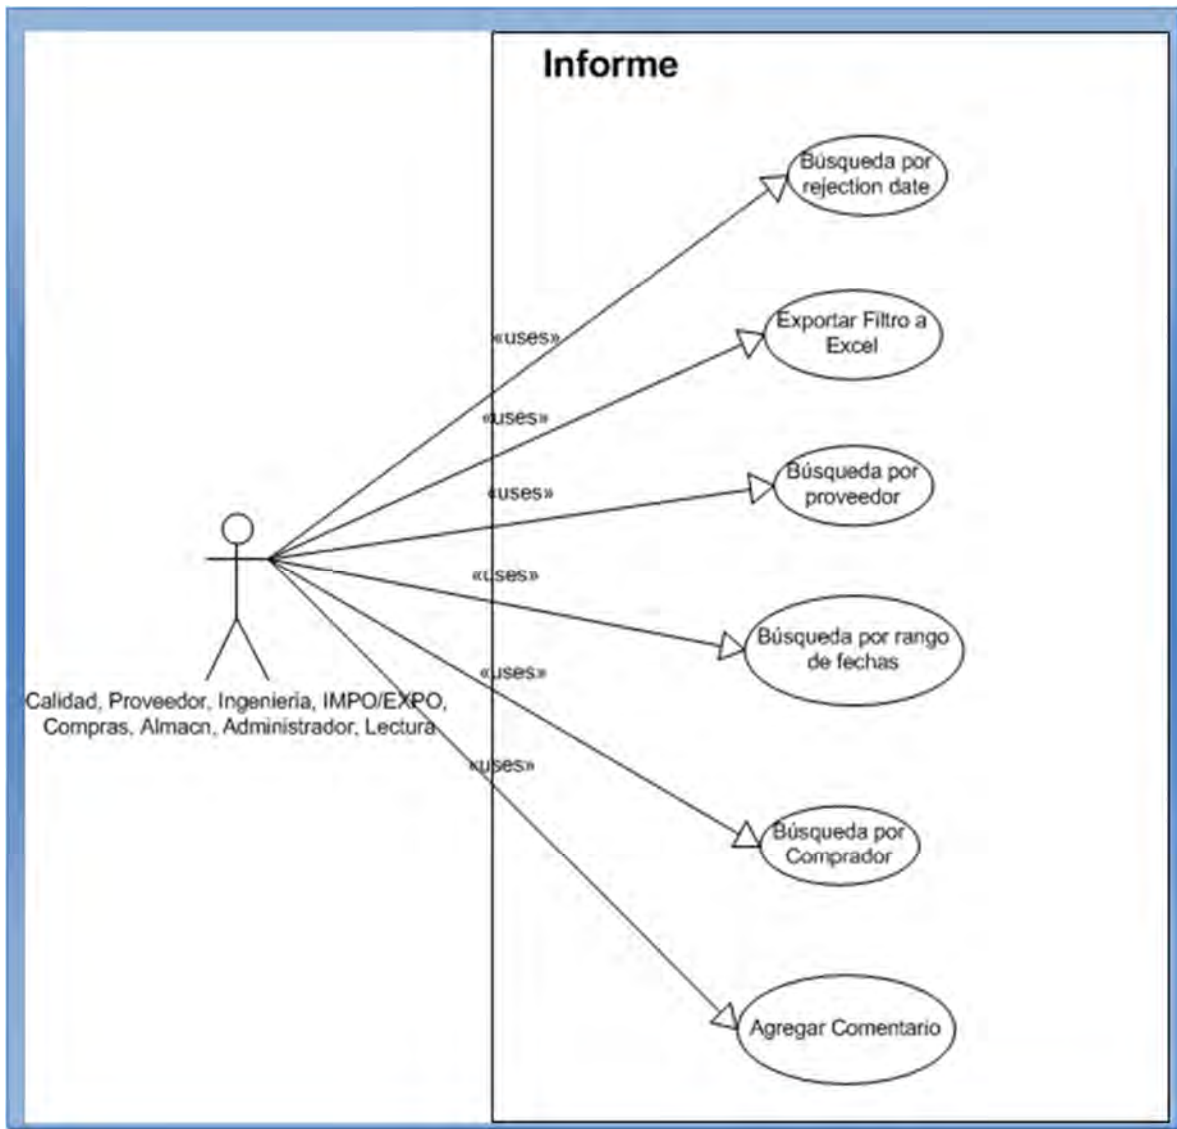 Informe
Búsqueda por
rejection date
«uses»
Exportar Filtro a
Excel
«uses»
Búsqueda por
proveedor
«uses»
«uses»
Búsqueda por rango
de fechas
«uses»
Calidad, Proveedor, Ingenieria, IMPO/EXPO,
Compras, Almacn, Administrador, Lectura
«uses»
Búsqueda por
Comprador
Agregar Comentario